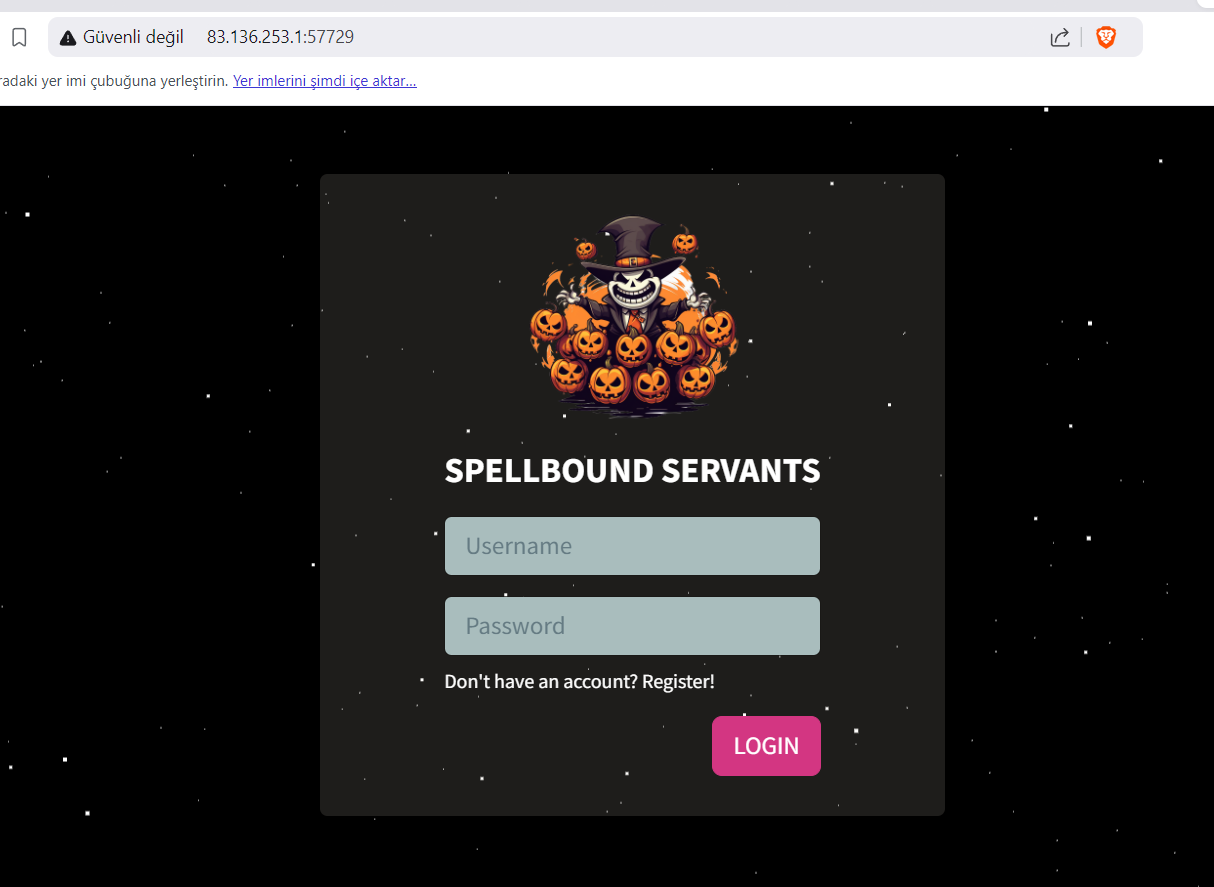 Güvenli değil 83.136.253.1:57729
radaki yer imi çubuğuna yerleştirin. Yer imlerini şimdi içe aktar...
SPELLBOUND SERVANTS
Username
Password
Don't have an account? Register!
LOGIN